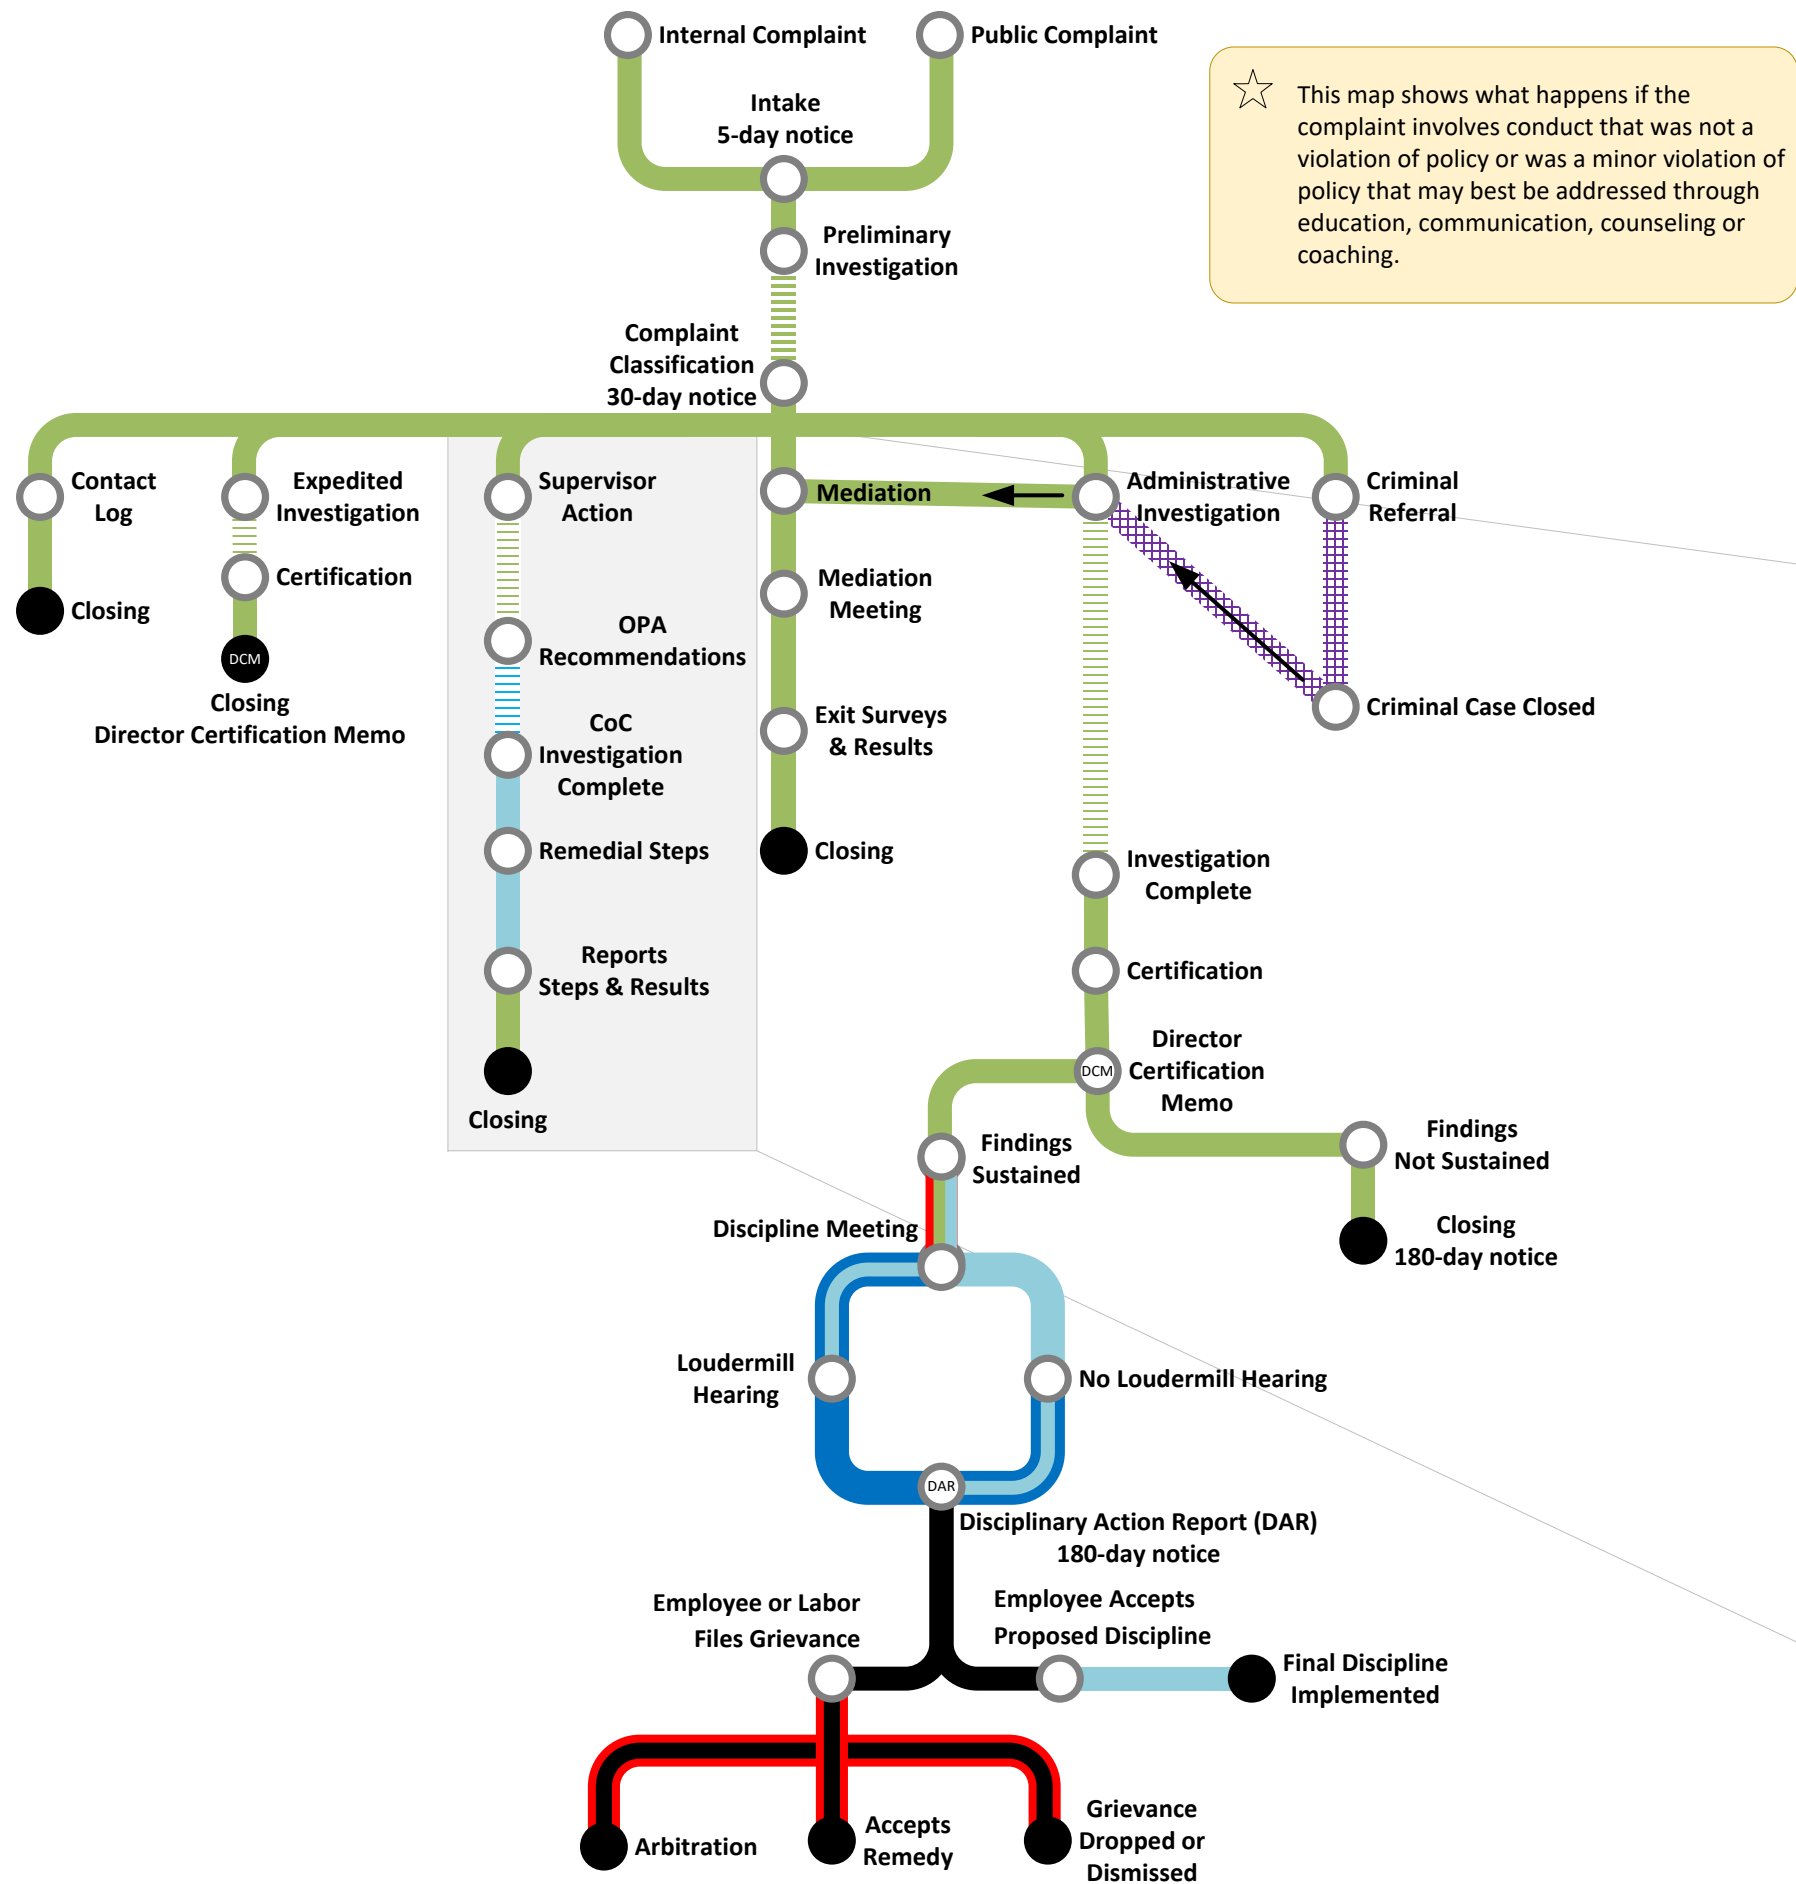 Internal Complaint
Public Complaint
This map shows what happens if the
complaint involves conduct that was not a
violation of policy or was a minor violation of
policy that may best be addressed through
education, communication, counseling or
coaching.
Intake
5-day notice
Preliminary
Investigation
Complaint
Classification
30-day notice
Contact
Log
Closing
Expedited
Investigation
Certification
DCM
Closing
Director Certification Memo
Supervisor
Action
OPA
Recommendations
CoC
Investigation
Complete
Remedial Steps
Reports
Steps & Results
Closing
Mediation
Mediation
Meeting
Exit Surveys
& Results
Closing
Administrative
Investigation
Criminal
Referral
Criminal Case Closed
Investigation
Complete
Certification
DCM
Director
Certification
Memo
Findings
Sustained
Findings
Not Sustained
Closing
180-day notice
Discipline Meeting
Loudermill
Hearing
No Loudermill Hearing
DAR
Disciplinary Action Report (DAR)
180-day notice
Employee or Labor
Files Grievance
Employee Accepts
Proposed Discipline
Final Discipline
Implemented
Arbitration
Accepts
Remedy
Grievance
Dropped or
Dismissed